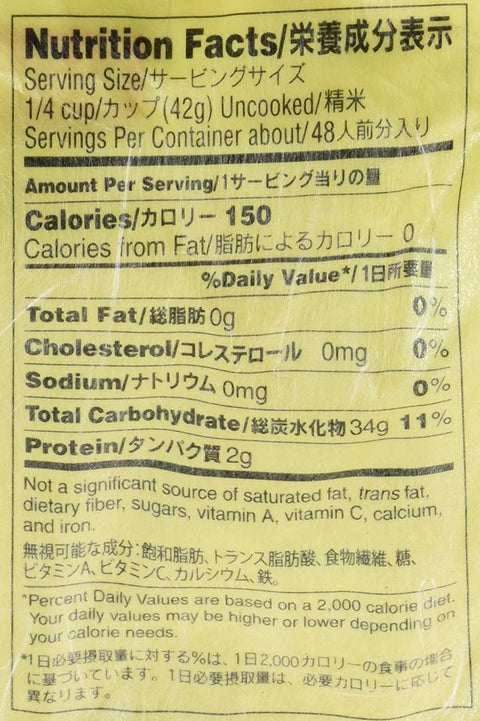 Nutrition Facts/栄養成分表示
Serving Size/サービングサイズ
1/4 cup/カップ(42g) Uncooked/精米
Servings Per Container about/48人前分入り
Amount Per Serving/1サービング当りの量
Calories/カロリー 150
Calories from Fat/脂肪によるカロリー 0
%Daily Value*/1日所要量
Total Fat/総脂肪 0g 0%
Cholesterol/コレステロール 0mg 0%
Sodium/ナトリウム 0mg 0%
Total Carbohydrate/総炭水化物 34g 11%
Protein/タンパク質 2g
Not a significant source of saturated fat, trans fat,
dietary fiber, sugars, vitamin A, vitamin C, calcium,
and iron.
無視可能な成分:飽和脂肪、トランス脂肪酸、食物繊維、糖、
ビタミンA、ビタミンC、カルシウム、鉄。
*Percent Daily Values are based on a 2,000 calorie diet.
Your daily values may be higher or lower depending on
your calorie needs.
*1日必要摂取量に対する%は、1日2,000カロリーの食事の場合
に基づいています。1日必要摂取量は、必要カロリーに応じて
異なります。